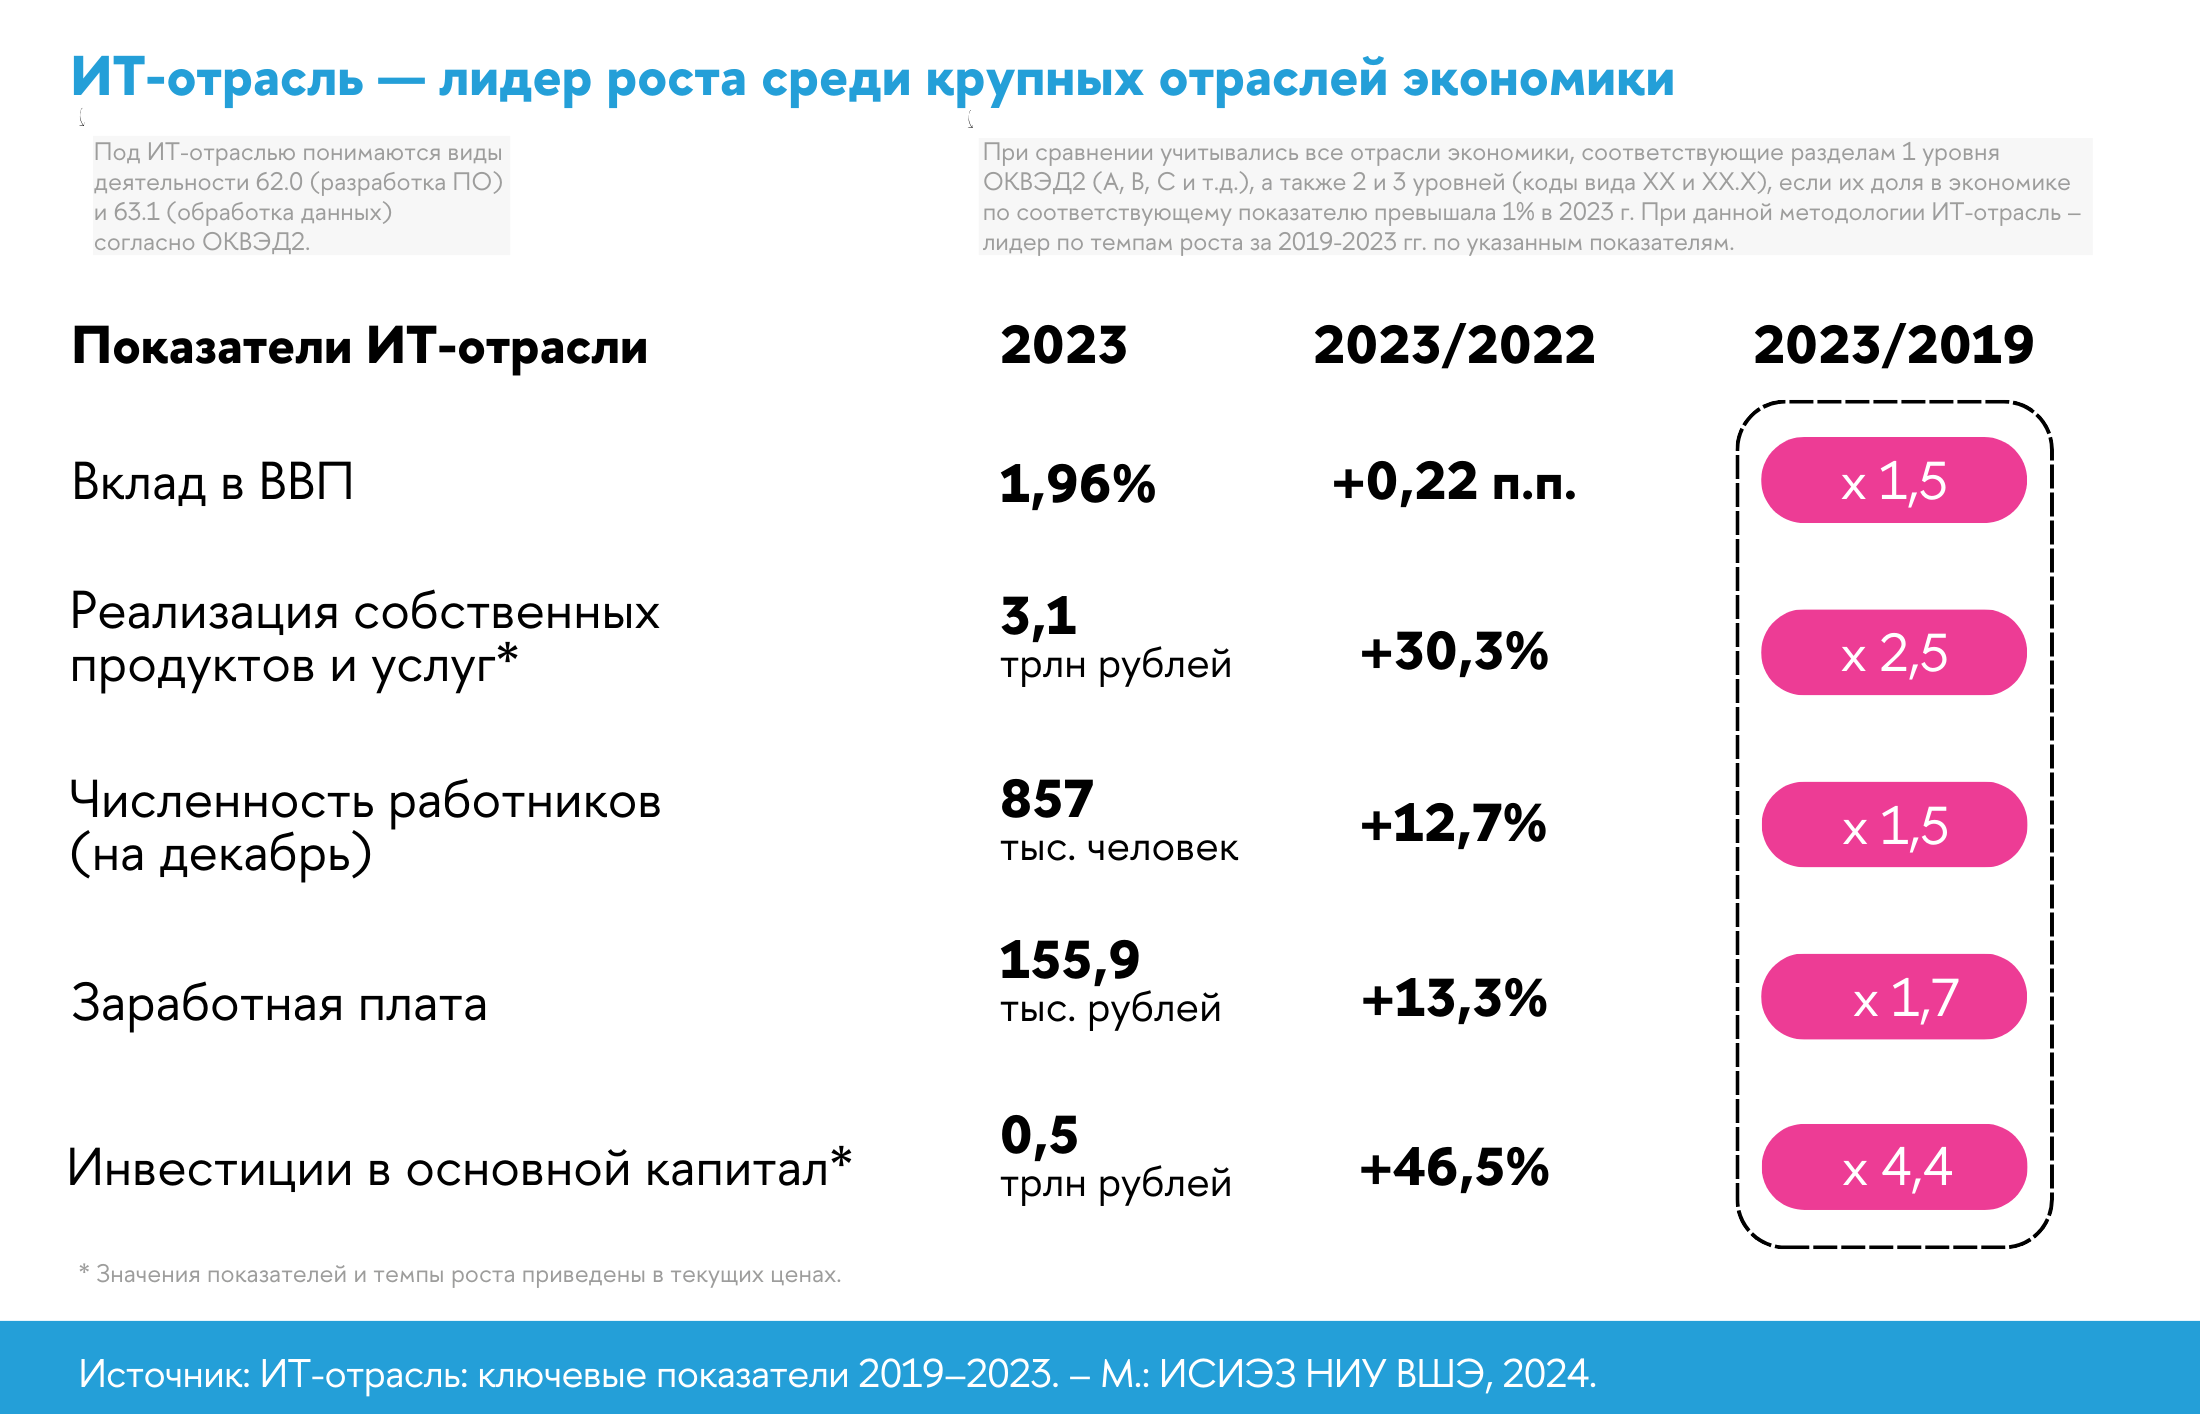 ИТ-отрасль — лидер роста среди крупных отраслей экономики
Под ИТ-отраслью понимаются виды
деятельности 62.0 (разработка ПО)
и 63.1 (обработка данных)
согласно ОКВЭД2.
При сравнении учитывались все отрасли экономики, соответствующие разделам 1 уровня
ОКВЭД2 (A, B, C и т.д.), а также 2 и 3 уровней (коды вида XX и XX.X), если их доля в экономике
по соответствующему показателю превышала 1% в 2023 г. При данной методологии ИТ-отрасль –
лидер по темпам роста за 2019-2023 гг. по указанным показателям.
Показатели ИТ-отрасли 2023 2023/2022 2023/2019
Вклад в ВВП 1,96% +0,22 п.п. x 1,5
Реализация собственных
продуктов и услуг*
3,1
трлн рублей
+30,3% x 2,5
Численность работников
(на декабрь)
857
тыс. человек
+12,7% x 1,5
Заработная плата
155,9
тыс. рублей
+13,3% x 1,7
Инвестиции в основной капитал*
0,5
трлн рублей
+46,5% x 4,4
* Значения показателей и темпы роста приведены в текущих ценах.
Источник: ИТ-отрасль: ключевые показатели 2019–2023. – М.: ИСИЭЗ НИУ ВШЭ, 2024.